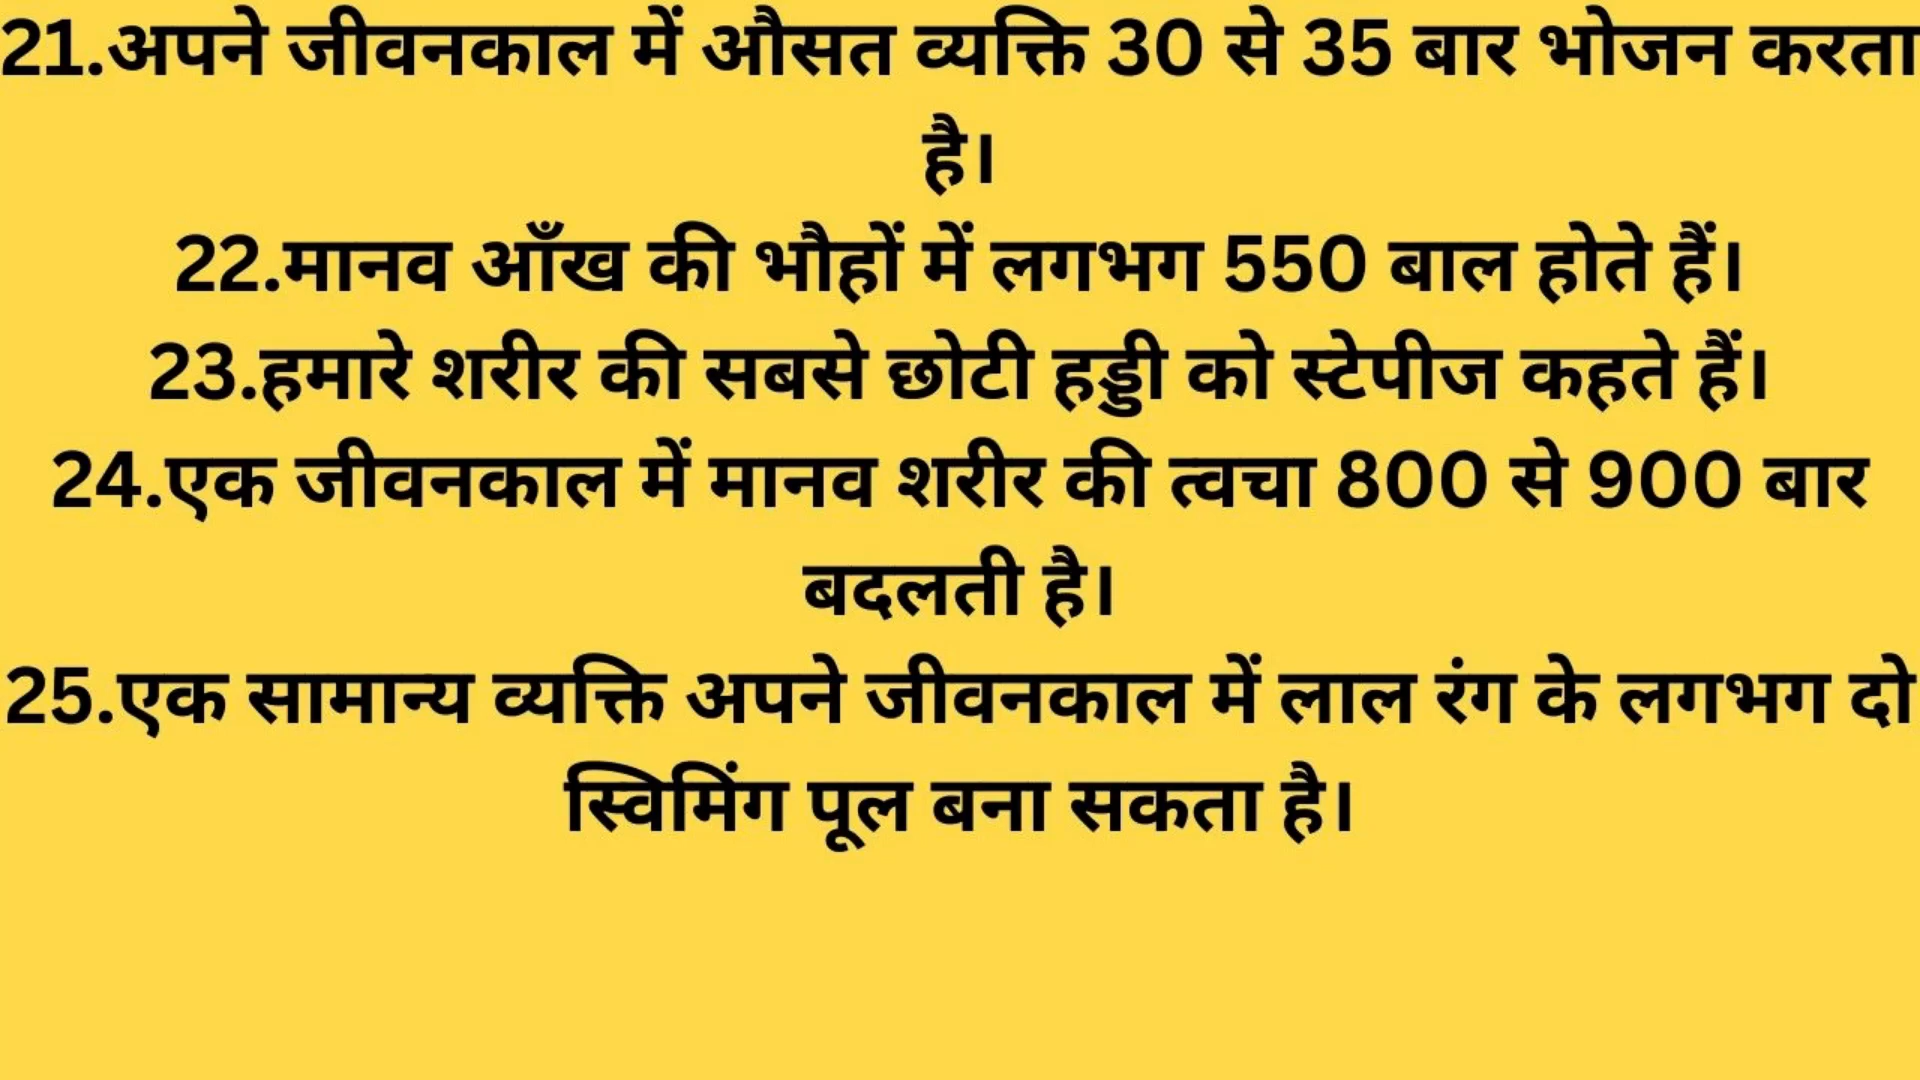 21.अपने जीवनकाल में औसत व्यक्ति 30 से 35 बार भोजन करता
है।
22.मानव आँख की भौहों में लगभग 550 बाल होते हैं।
23.हमारे शरीर की सबसे छोटी हड्डी को स्टेपीज कहते हैं।
24.एक जीवनकाल में मानव शरीर की त्वचा 800 से 900 बार
बदलती है।
25.एक सामान्य व्यक्ति अपने जीवनकाल में लाल रंग के लगभग दो
स्विमिंग पूल बना सकता है।